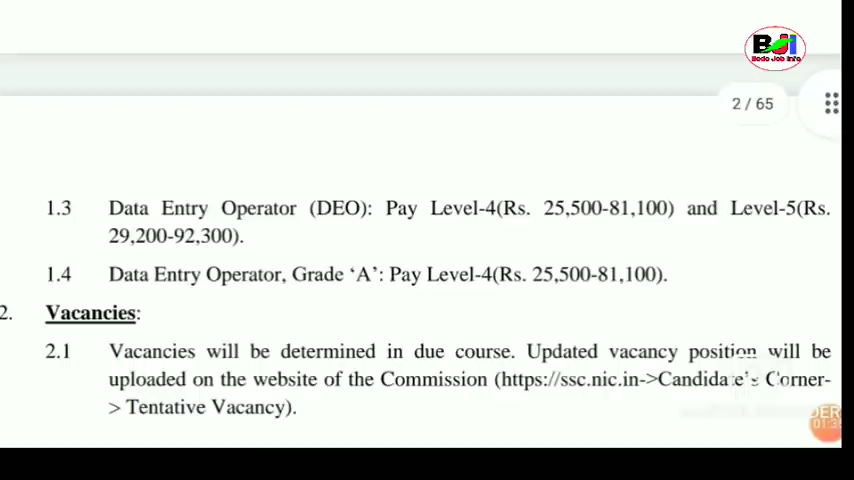 BJI
Bodo Job Info
2 / 65
1.3 Data Entry Operator (DEO): Pay Level-4(Rs. 25,500-81,100) and Level-5(Rs.
29,200-92,300).
1.4 Data Entry Operator, Grade ‘A’: Pay Level-4(Rs. 25,500-81,100).
2. Vacancies:
2.1 Vacancies will be determined in due course. Updated vacancy position will be
uploaded on the website of the Commission (https://ssc.nic.in->Candidate’s Corner-
> Tentative Vacancy).